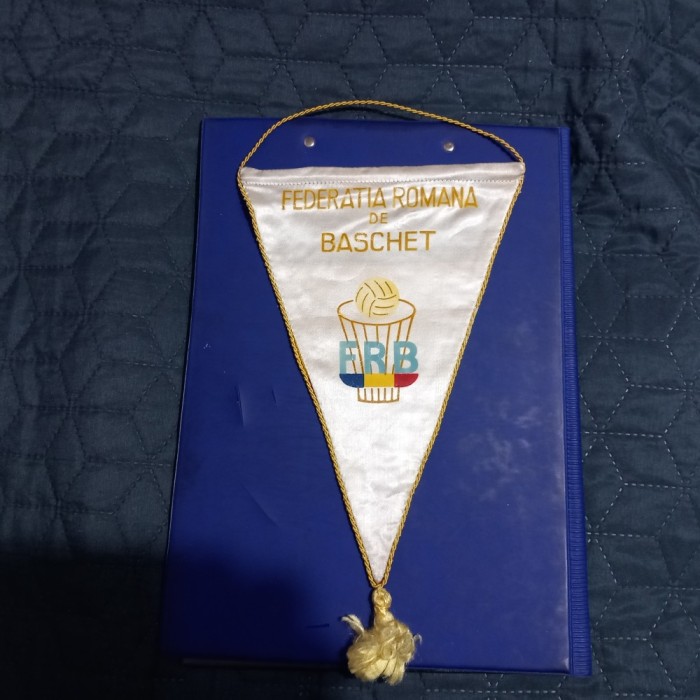 FEDERATIA ROMANA
DE
BASCHET
FRB